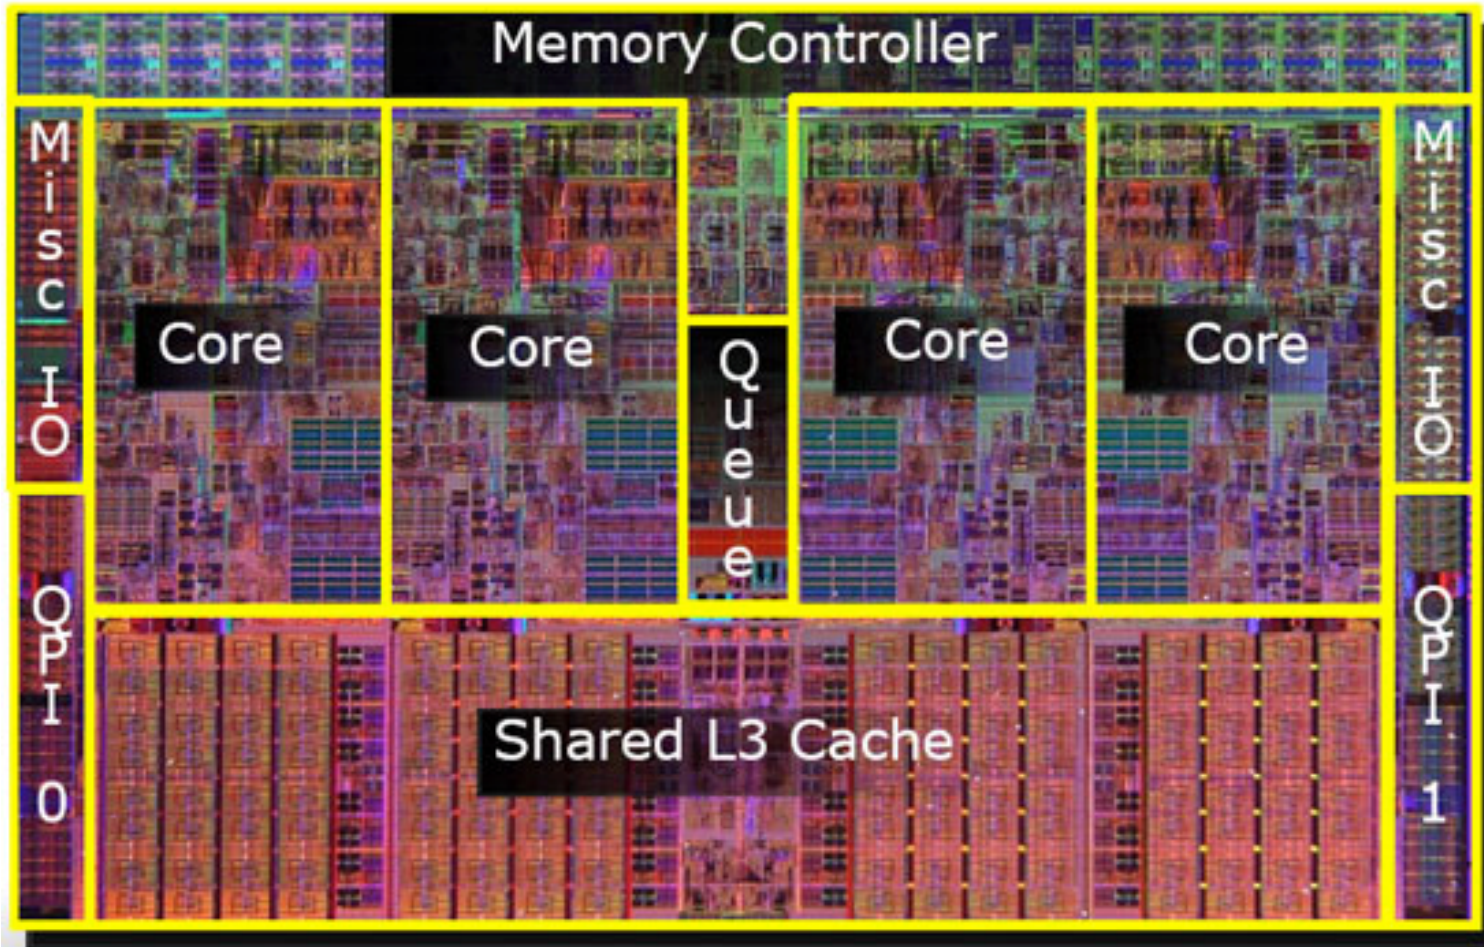 Memory Controller
Misc IO
Core
Core
Queue
Core
Core
Misc IO
QPI 0
Shared L3 Cache
QPI 1